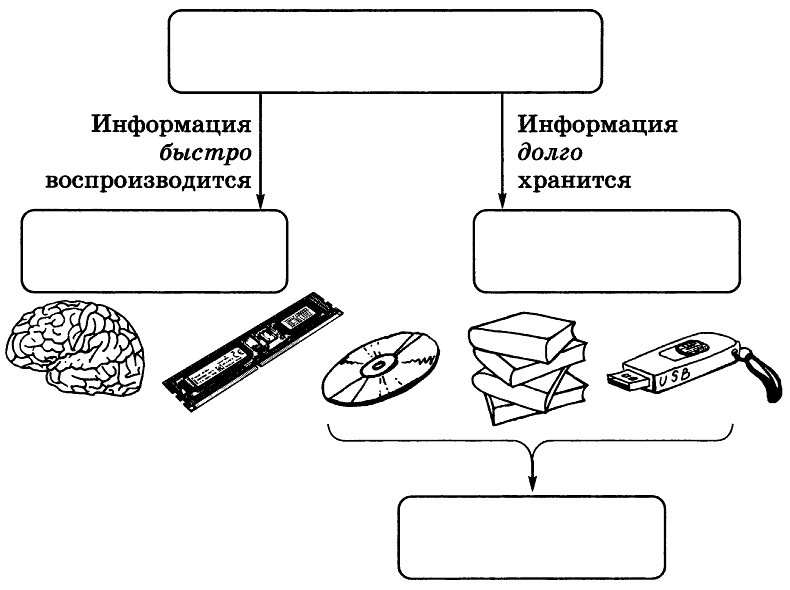 Информация
быстро
воспроизводится
Информация
долго
хранится
USB